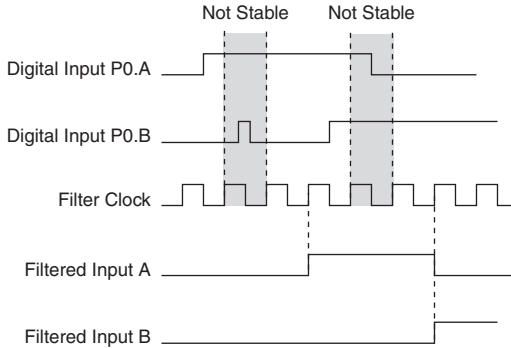 Not Stable Not Stable
Digital Input P0.A
Digital Input P0.B
Filter Clock
Filtered Input A
Filtered Input B